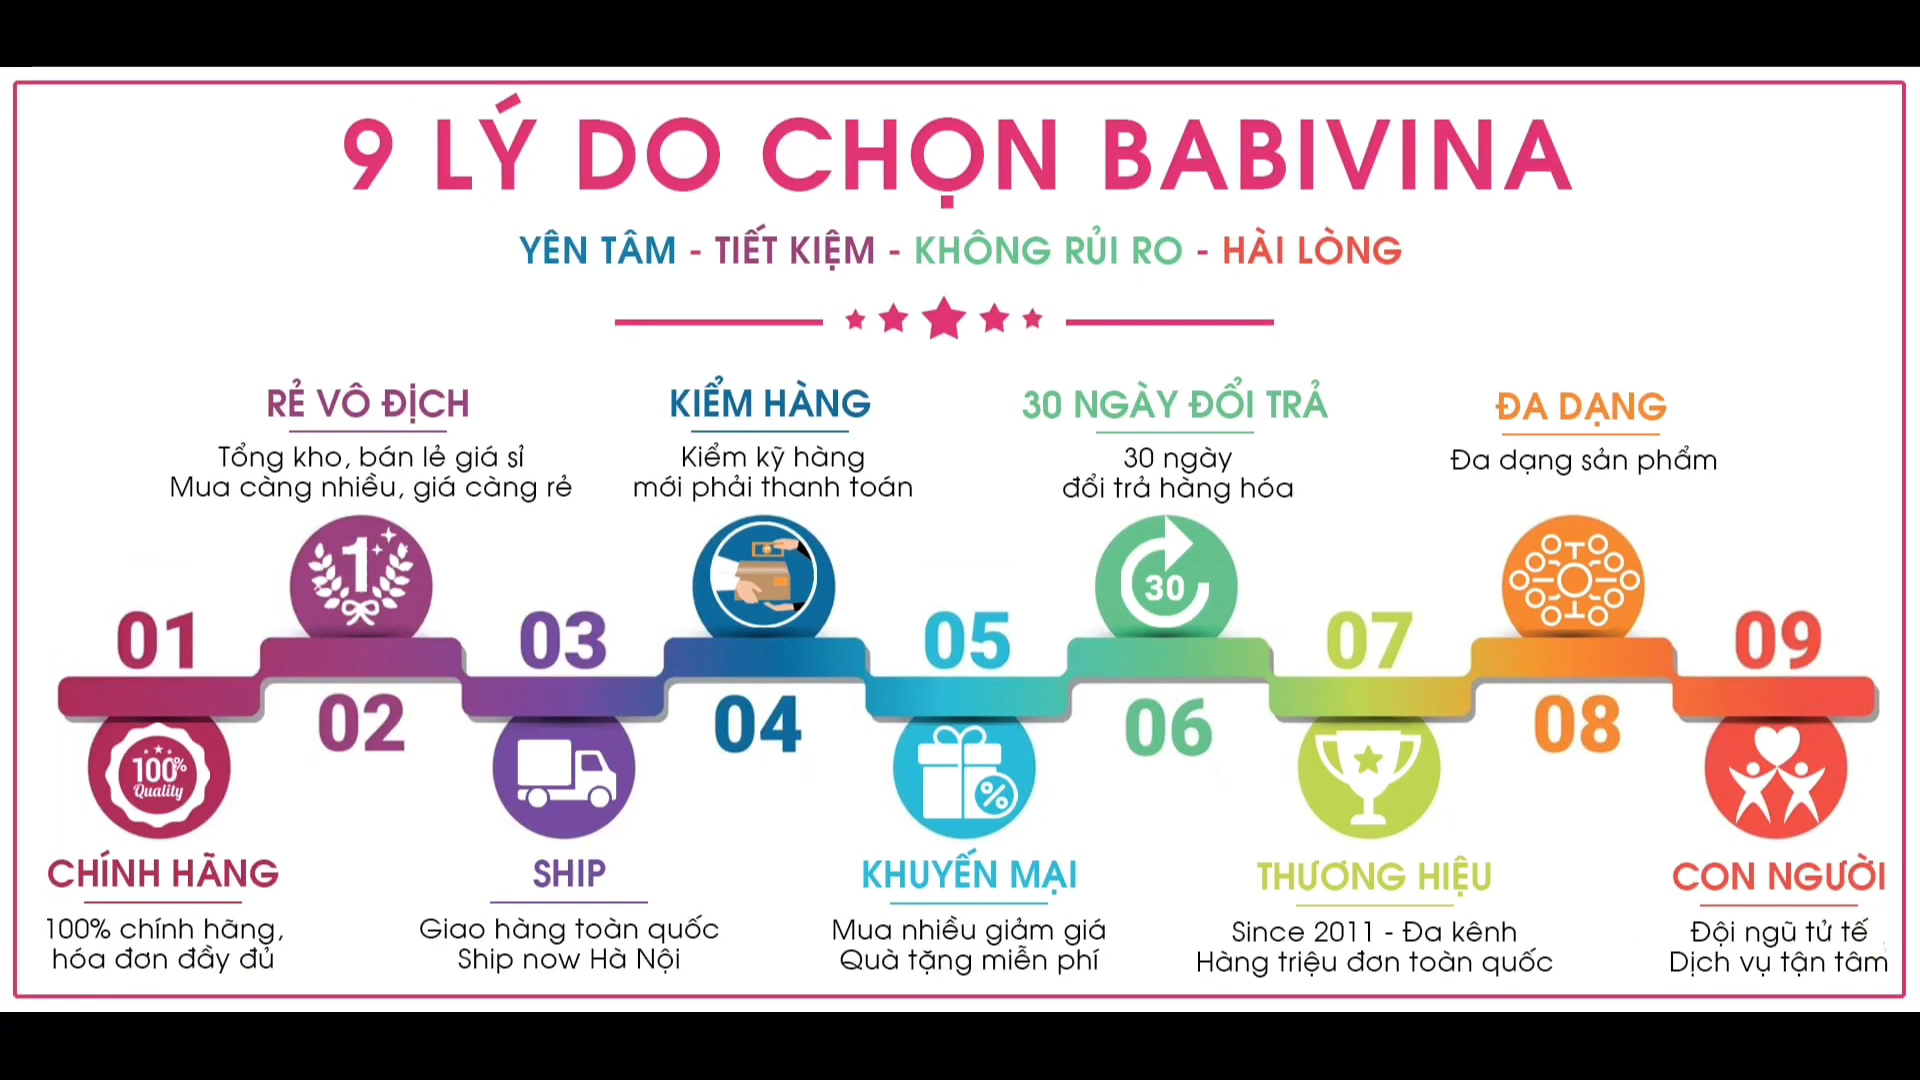 9 LÝ DO CHỌN BABIVINA
YÊN TÂM - TIẾT KIỆM - KHÔNG RỦI RO - HÀI LÒNG
RẺ VÔ ĐỊCH
Tổng kho, bán lẻ giá sỉ
Mua càng nhiều, giá càng rẻ
KIỂM HÀNG
Kiểm kỹ hàng
mới phải thanh toán
30 NGÀY ĐỔI TRẢ
30 ngày
đổi trả hàng hóa
ĐA DẠNG
Đa dạng sản phẩm
1
30
01
03
05
07
09
02
04
06
08
100%
Quality
%
CHÍNH HÃNG
100% chính hãng,
hóa đơn đầy đủ
SHIP
Giao hàng toàn quốc
Ship now Hà Nội
KHUYẾN MẠI
Mua nhiều giảm giá
Quà tặng miễn phí
THƯƠNG HIỆU
Since 2011 - Đa kênh
Hàng triệu đơn toàn quốc
CON NGƯỜI
Đội ngũ tử tế
Dịch vụ tận tâm